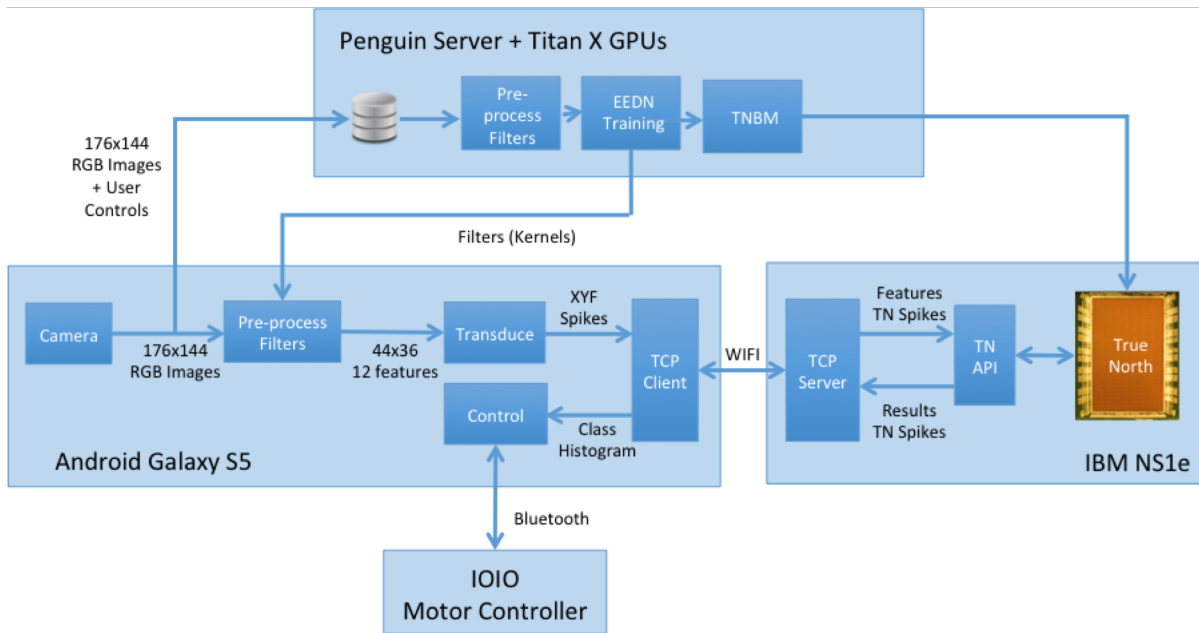 Penguin Server + Titan X GPUs
Pre-
process
Filters
EEDN
Training
TNBM
176x144
RGB Images
+ User
Controls
Filters (Kernels)
Camera
176x144
RGB Images
Pre-process
Filters
44x36
12 features
Transduce
XYF
Spikes
TCP
Client
Control
Class
Histogram
Android Galaxy S5
WIFI
TCP
Server
Features
TN Spikes
TN
API
True
North
Results
TN Spikes
IBM NS1e
Bluetooth
IOIO
Motor Controller